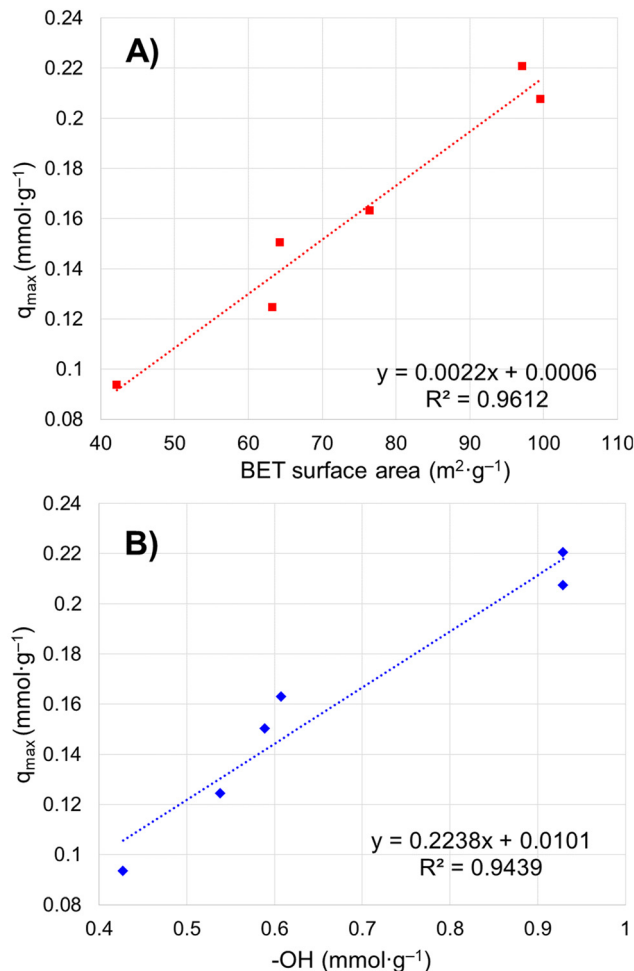 A)
0.24
0.22
0.2
0.18
0.16
0.14
0.12
0.1
0.08
qmax (mmol·g⁻¹)
y = 0.0022x + 0.0006
R² = 0.9612
40 50 60 70 80 90 100 110
BET surface area (m²·g⁻¹)
B)
0.24
0.22
0.2
0.18
0.16
0.14
0.12
0.1
0.08
qmax (mmol·g⁻¹)
y = 0.2238x + 0.0101
R² = 0.9439
0.4 0.5 0.6 0.7 0.8 0.9 1
-OH (mmol·g⁻¹)